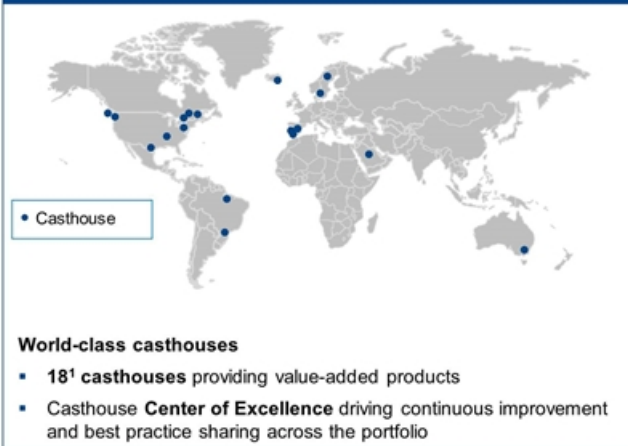 Casthouse
World-class casthouses
▪ 18¹ casthouses providing value-added products
▪ Casthouse Center of Excellence driving continuous improvement
and best practice sharing across the portfolio